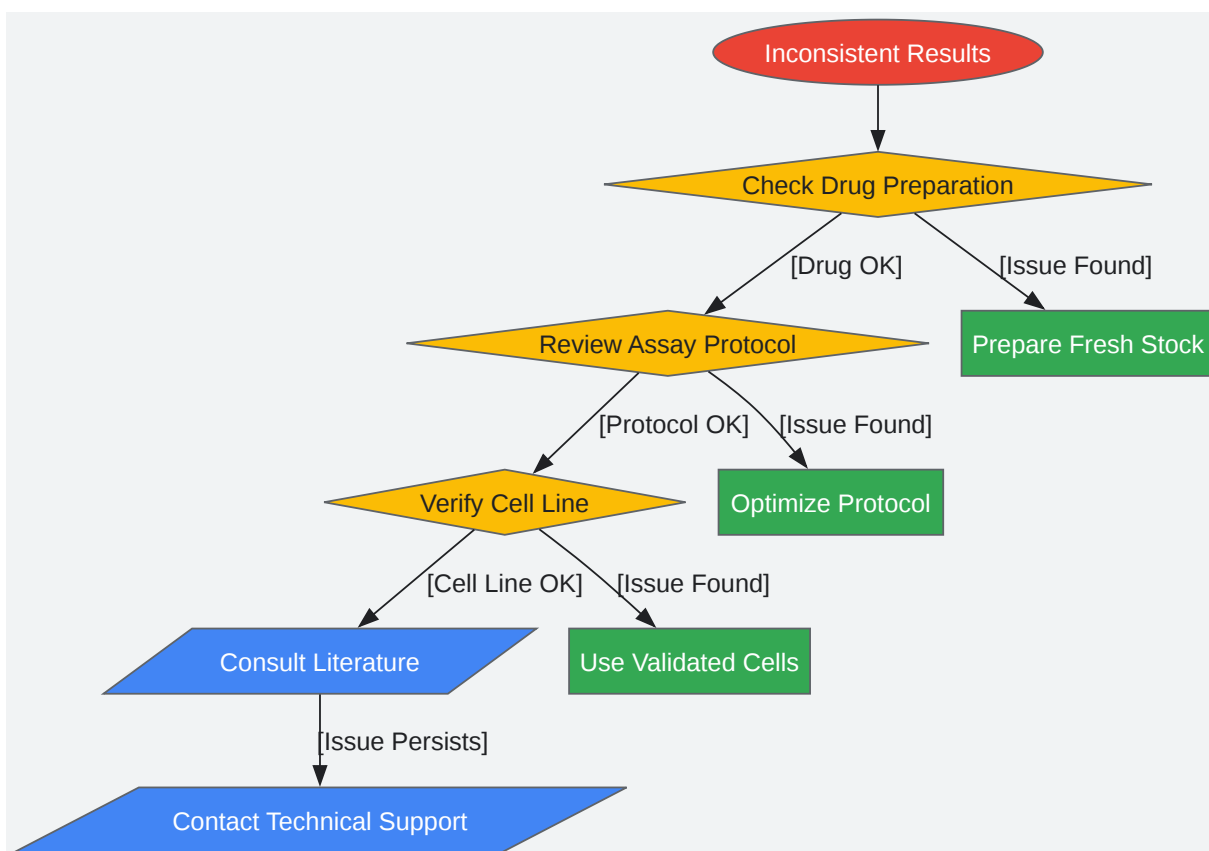 Inconsistent Results
Check Drug Preparation
[Drug OK]
[Issue Found]
Review Assay Protocol
Prepare Fresh Stock
[Protocol OK]
[Issue Found]
Verify Cell Line
Optimize Protocol
[Cell Line OK]
[Issue Found]
Consult Literature
Use Validated Cells
[Issue Persists]
Contact Technical Support